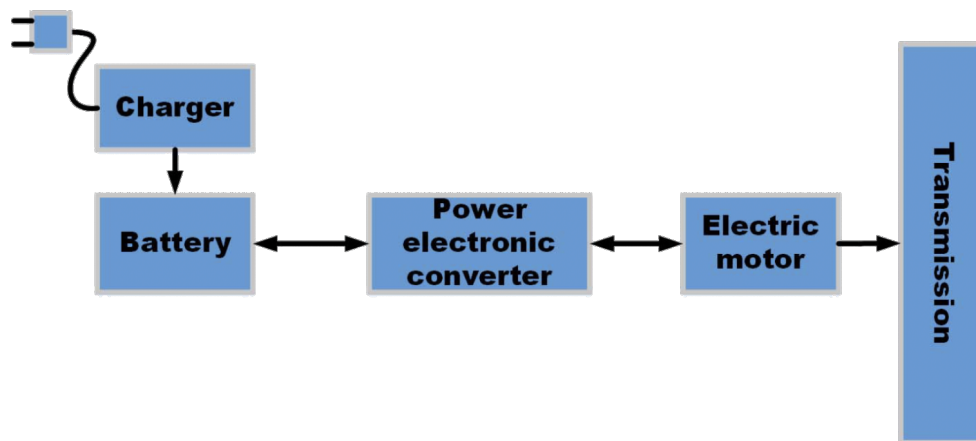 Charger
Battery
Power
electronic
converter
Electric
motor
Transmission